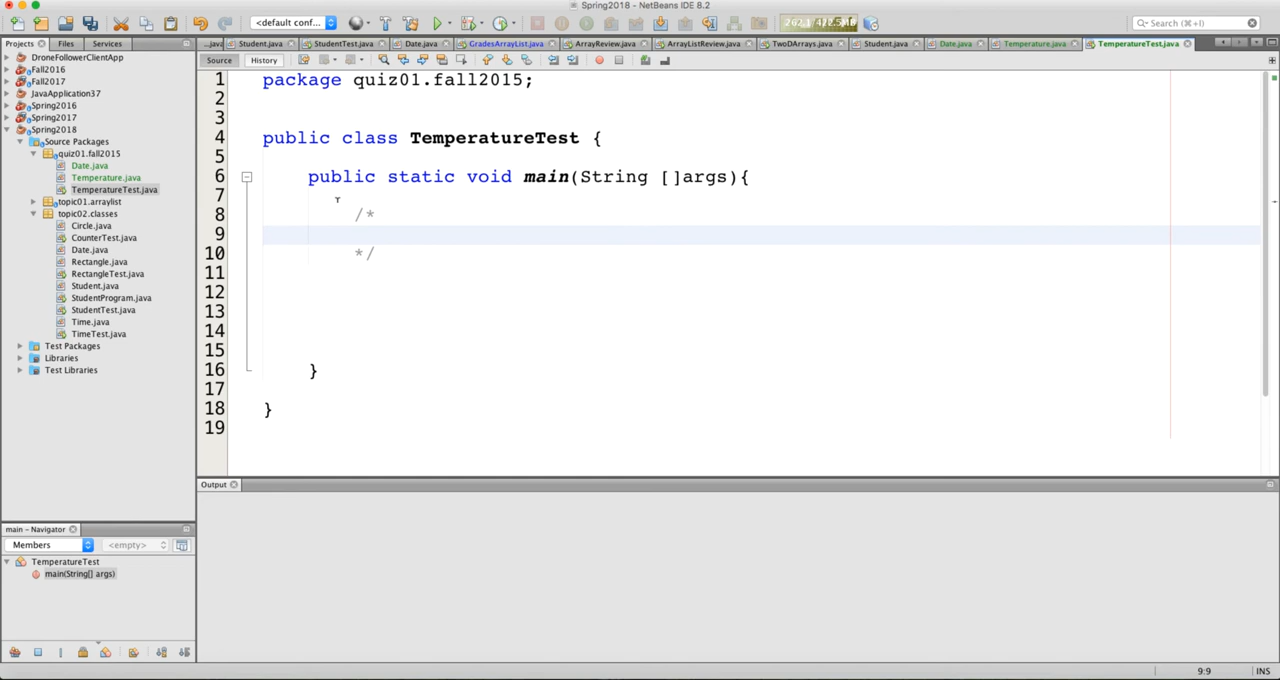 Spring2018 - NetBeans IDE 8.2
<default conf...
Search (⌘+I)
Projects
Files
Services
...java
Student.java
StudentTest.java
Date.java
GradesArrayList.java
ArrayReview.java
ArrayListReview.java
TwoDArrays.java
Student.java
Date.java
Temperature.java
TemperatureTest.java
Source
History
DroneFollowerClientApp
Fall2016
Fall2017
JavaApplication37
Spring2016
Spring2017
Spring2018
Source Packages
quiz01.fall2015
Date.java
Temperature.java
TemperatureTest.java
topic01.arraylist
topic02.classes
Circle.java
CounterTest.java
Date.java
Rectangle.java
RectangleTest.java
Student.java
StudentProgram.java
StudentTest.java
Time.java
TimeTest.java
Test Packages
Libraries
Test Libraries
1 package quiz01.fall2015;
2
3
4 public class TemperatureTest {
5
6 public static void main(String []args){
7
8 /*
9
10 */
11
12
13
14
15
16 }
17
18 }
19
Output
main - Navigator
Members
<empty>
TemperatureTest
main(String[] args)
9:9
INS